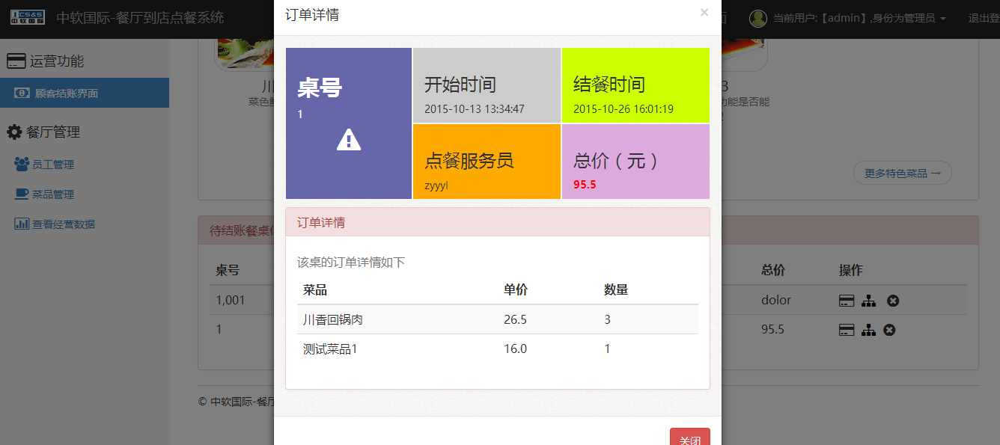 CS&S
中软国际
中软国际-餐厅到店点餐系统
当前用户:【admin】,身份为管理员
退出登
运营功能
顾客结账界面
餐厅管理
员工管理
菜品管理
查看经营数据
订单详情
×
桌号
1
开始时间
2015-10-13 13:34:47
结餐时间
2015-10-26 16:01:19
点餐服务员
zyyyl
总价（元）
95.5
订单详情
该桌的订单详情如下
菜品 单价 数量
川香回锅肉 26.5 3
测试菜品1 16.0 1
关闭
川
菜色
3
功能是否能
更多特色菜品 →
待结账餐桌
桌号 总价 操作
1,001 dolor
1 95.5
© 中软国际-餐厅